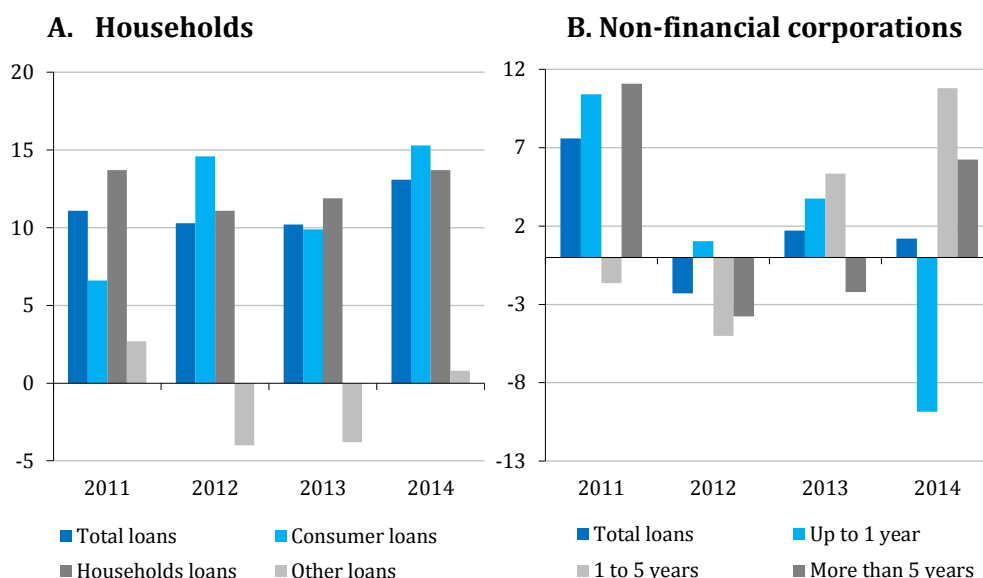 A. Households
20
15
10
5
0
-5
2011 2012 2013 2014
Total loans Consumer loans
Households loans Other loans
B. Non-financial corporations
12
7
2
-3
-8
-13
2011 2012 2013 2014
Total loans Up to 1 year
1 to 5 years More than 5 years